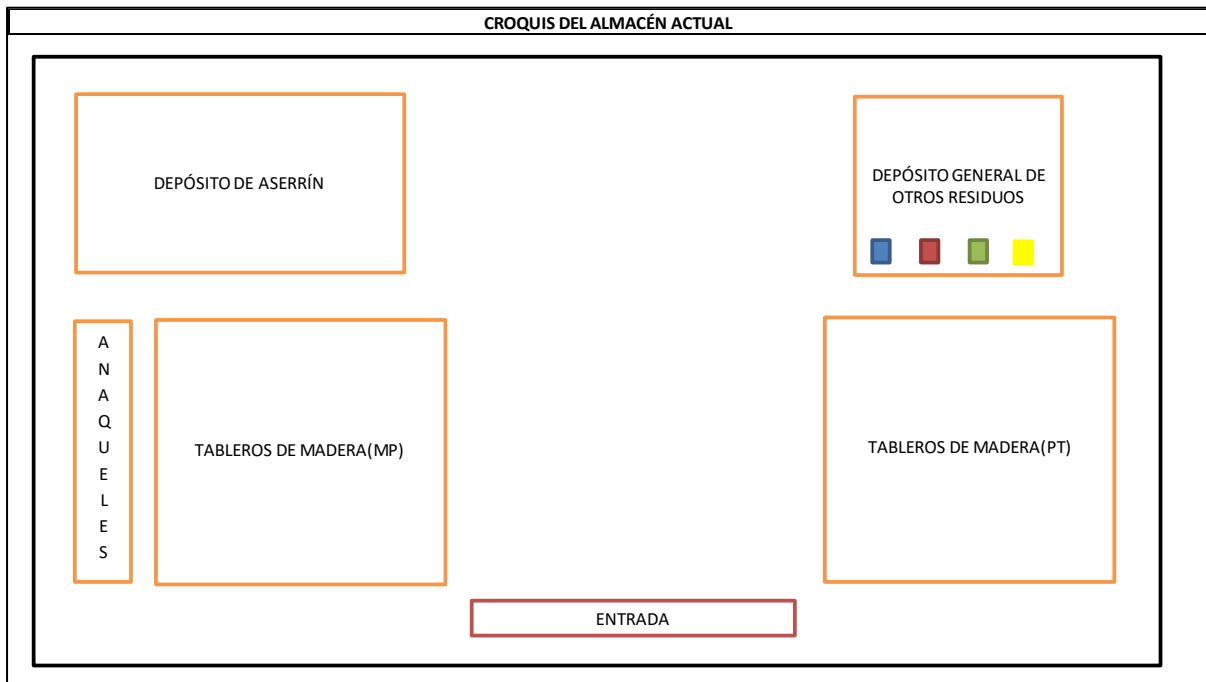 CROQUIS DEL ALMACÉN ACTUAL
DEPÓSITO DE ASERRÍN
DEPÓSITO GENERAL DE
OTROS RESIDUOS
A
N
A
Q
U
E
L
E
S
TABLEROS DE MADERA(MP)
TABLEROS DE MADERA(PT)
ENTRADA